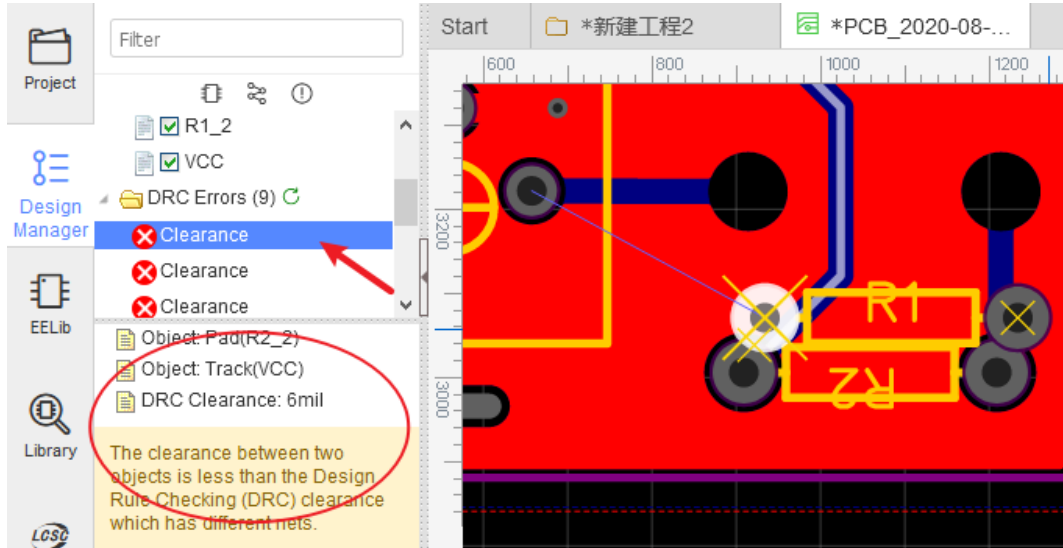 Start
*新建工程2
*PCB_2020-08-...
Filter
600
800
1000
1200
Project
R1_2
VCC
DRC Errors (9)
Design
Manager
Clearance
Clearance
Clearance
3200
3000
EELib
Object: Pad(R2_2)
Object: Track(VCC)
DRC Clearance: 6mil
Library
The clearance between two
objects is less than the Design
Rule Checking (DRC) clearance
which has different nets.
LCSC
R1
R2